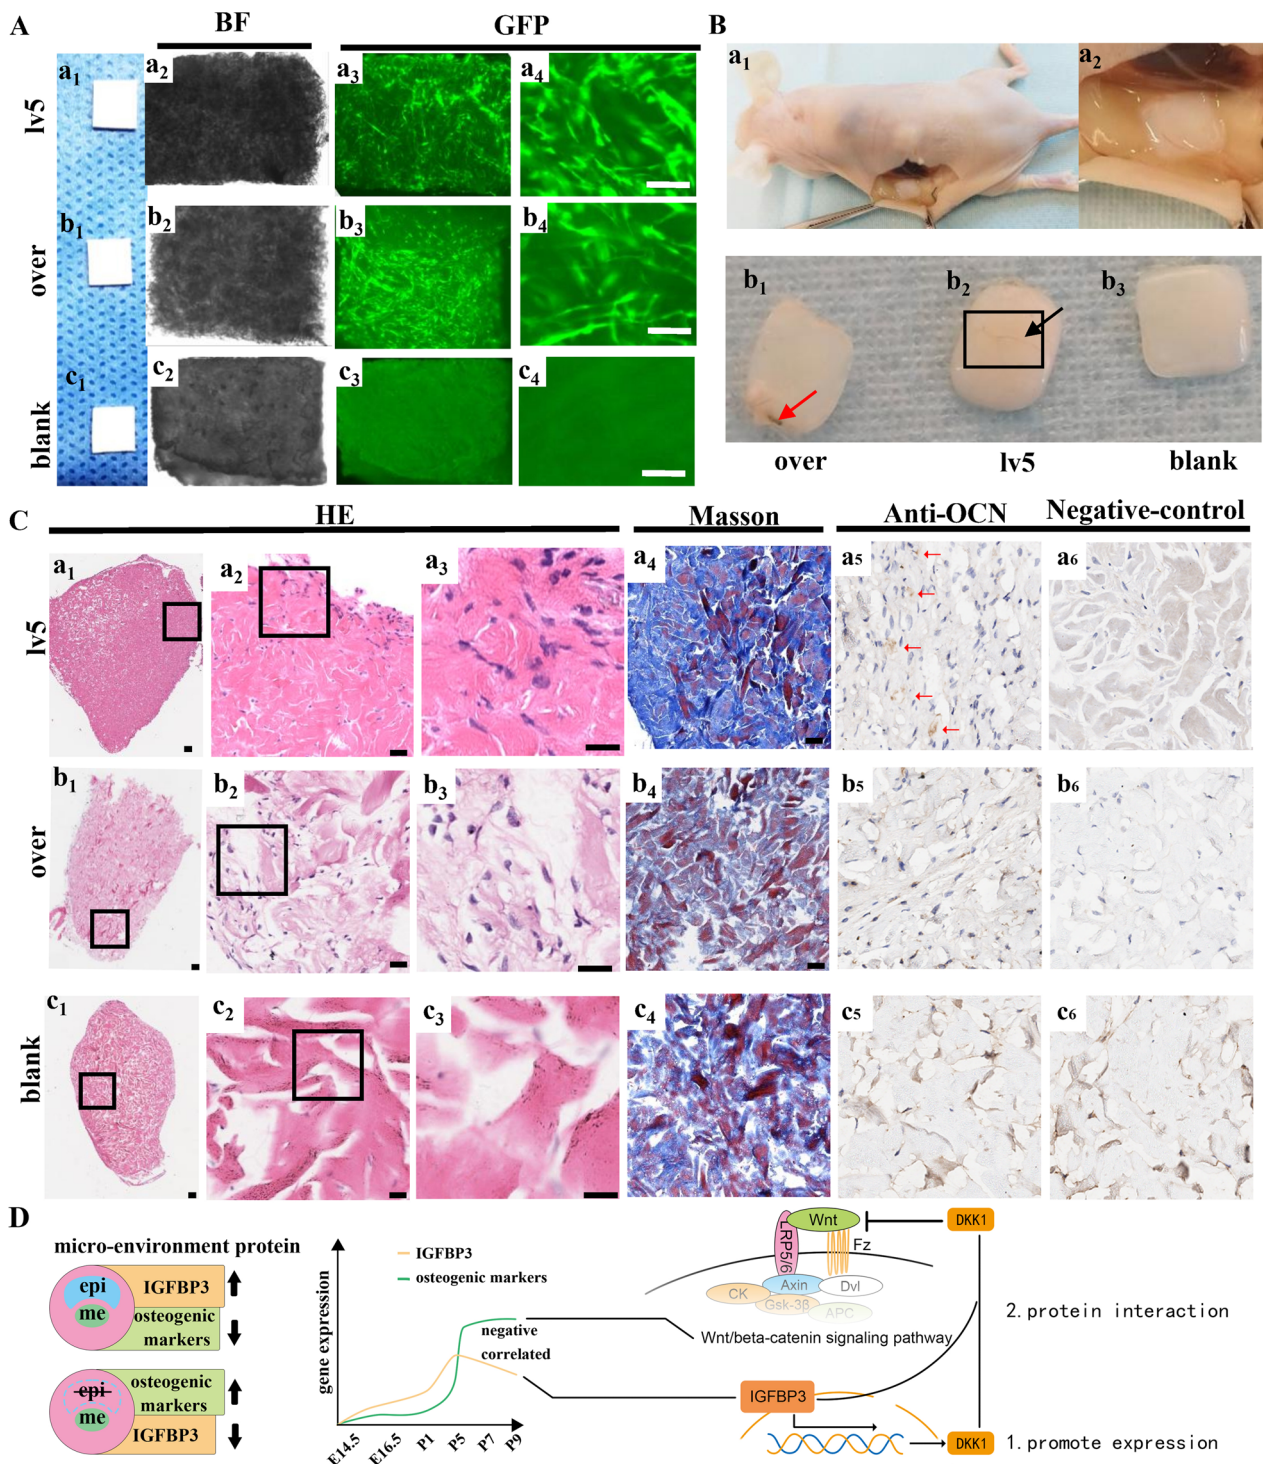 A
BF
GFP
lv5
a1
a2
a3
a4
over
b1
b2
b3
b4
blank
c1
c2
c3
c4
B
a1
a2
b1
b2
b3
over
lv5
blank
C
HE
Masson
Anti-OCN
Negative-control
lv5
a1
a2
a3
a4
a5
a6
over
b1
b2
b3
b4
b5
b6
blank
c1
c2
c3
c4
c5
c6
D
micro-environment protein
epi
me
IGFBP3
osteogenic
markers
epi
me
osteogenic
markers
IGFBP3
gene expression
IGFBP3
osteogenic markers
negative
correlated
E14.5
E16.5
P1
P5
P7
P9
LRP5/6
Wnt
Fz
DKK1
CK
Axin
Dvl
Gsk-3β
APC
Wnt/beta-catenin signaling pathway
2. protein interaction
IGFBP3
DKK1
1. promote expression